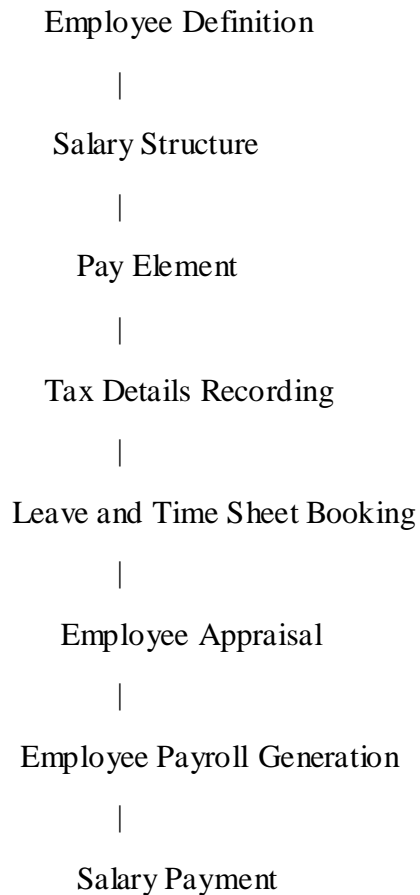 Employee Definition
|
Salary Structure
|
Pay Element
|
Tax Details Recording
|
Leave and Time Sheet Booking
|
Employee Appraisal
|
Employee Payroll Generation
|
Salary Payment